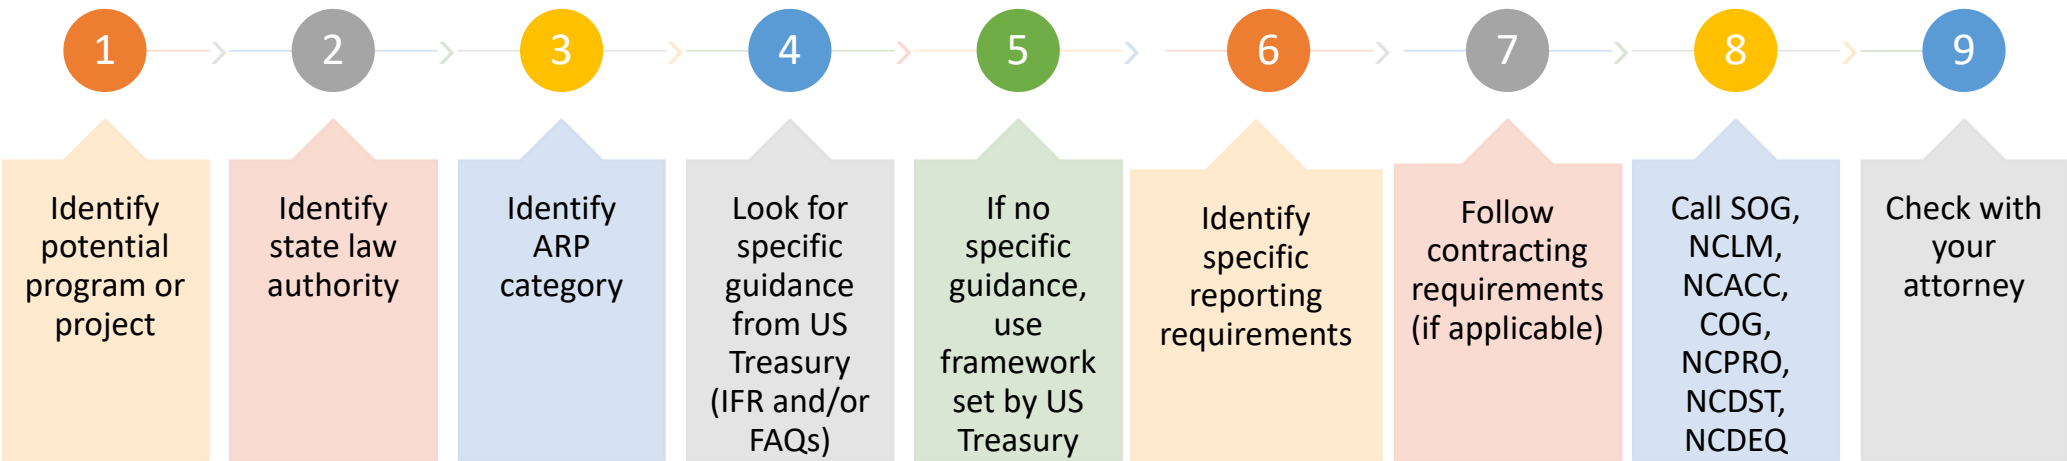 1
2
3
4
5
6
7
8
9
Identify
potential
program or
project
Identify
state law
authority
Identify
ARP
category
Look for
specific
guidance
from US
Treasury
(IFR and/or
FAQs)
If no
specific
guidance,
use
framework
set by US
Treasury
Identify
specific
reporting
requirements
Follow
contracting
requirements
(if applicable)
Call SOG,
NCLM,
NCACC,
COG,
NCPRO,
NCDST,
NCDEQ
Check with
your
attorney